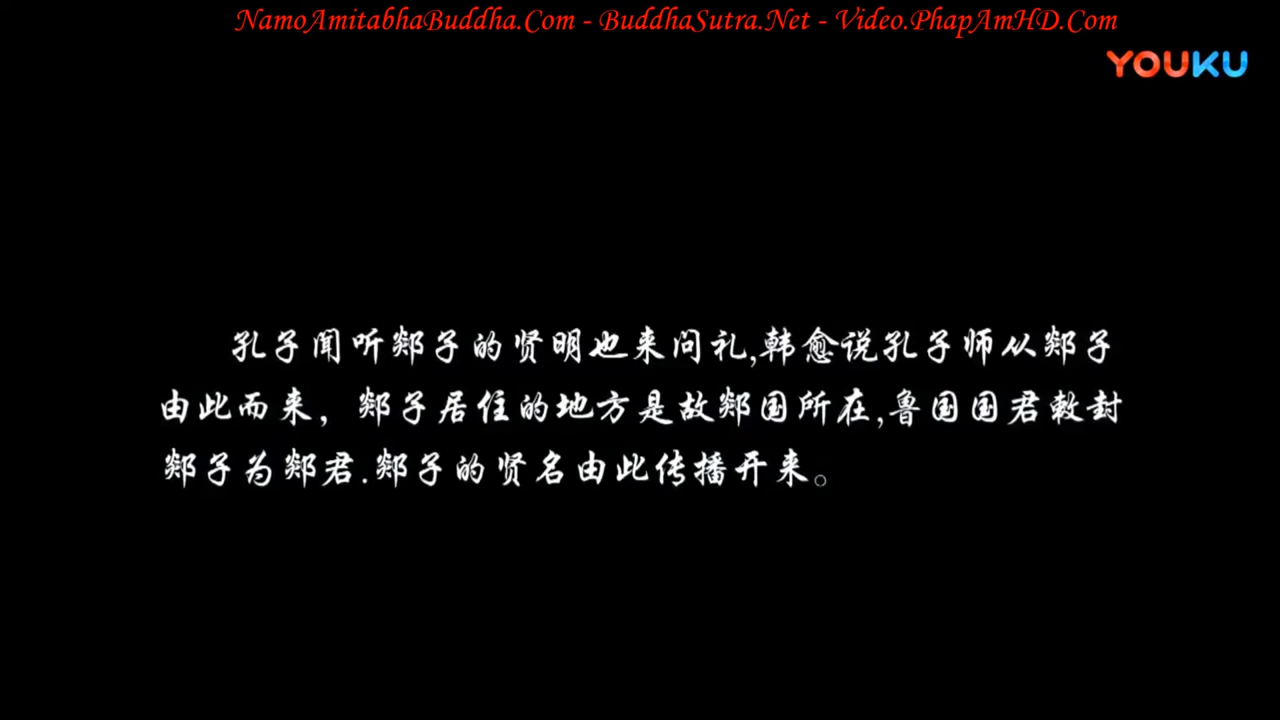 NamoAmitabhaBuddha.Com - BuddhaSutra.Net - Video.PhapAmHD.Com
YOUKU
孔子闻听郯子的贤明也来问礼,韩愈说孔子师从郯子
由此而来，郯子居住的地方是故郯国所在,鲁国国君敕封
郯子为郯君.郯子的贤名由此传播开来。